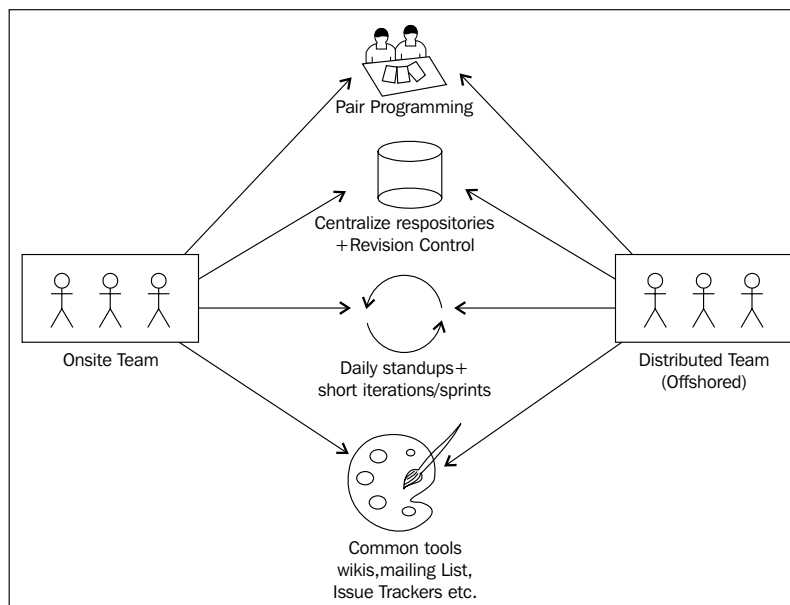 Pair Programming
Centralize respositories
+Revision Control
Onsite Team
Daily standups+
short iterations/sprints
Distributed Team
(Offshored)
Common tools
wikis,mailing List,
Issue Trackers etc.